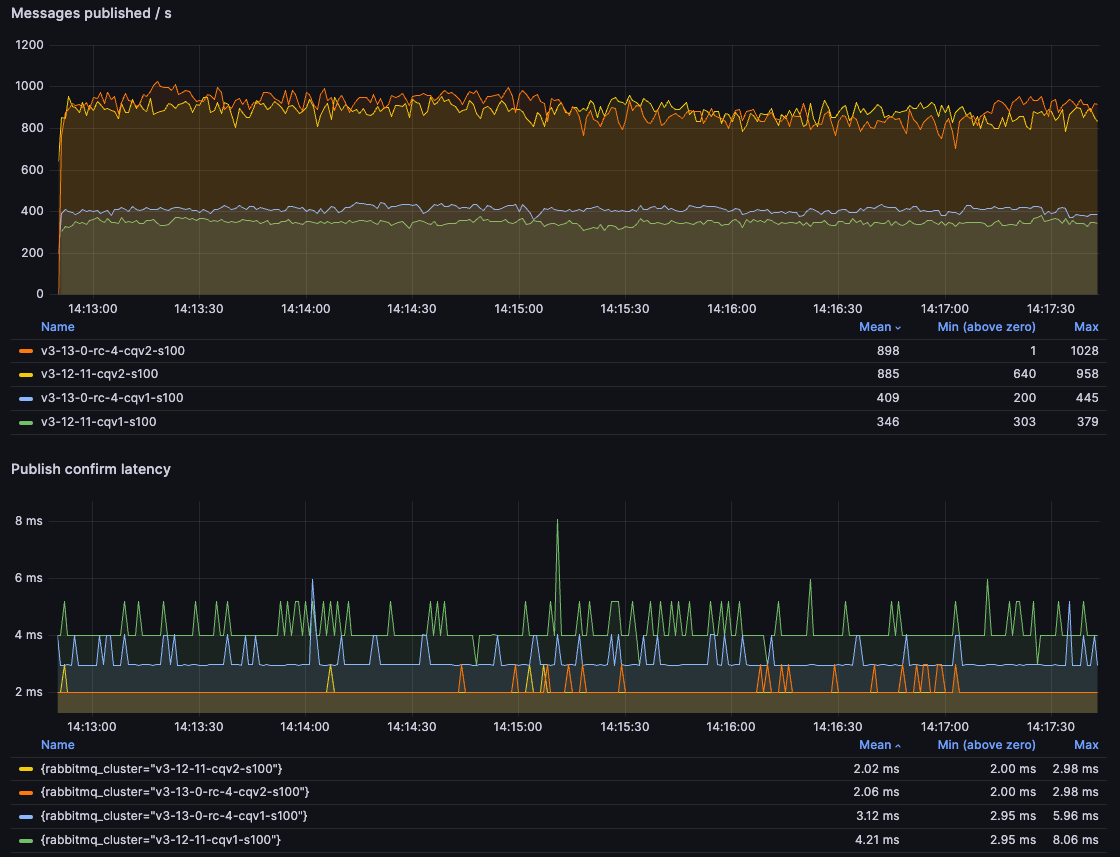 Messages published / s
1200
1000
800
600
400
200
0
14:13:00 14:13:30 14:14:00 14:14:30 14:15:00 14:15:30 14:16:00 14:16:30 14:17:00 14:17:30
Name Mean Min (above zero) Max
v3-13-0-rc-4-cqv2-s100 898 1 1028
v3-12-11-cqv2-s100 885 640 958
v3-13-0-rc-4-cqv1-s100 409 200 445
v3-12-11-cqv1-s100 346 303 379
Publish confirm latency
8 ms
6 ms
4 ms
2 ms
14:13:00 14:13:30 14:14:00 14:14:30 14:15:00 14:15:30 14:16:00 14:16:30 14:17:00 14:17:30
Name Mean Min (above zero) Max
{rabbitmq_cluster="v3-12-11-cqv2-s100"} 2.02 ms 2.00 ms 2.98 ms
{rabbitmq_cluster="v3-13-0-rc-4-cqv2-s100"} 2.06 ms 2.00 ms 2.98 ms
{rabbitmq_cluster="v3-13-0-rc-4-cqv1-s100"} 3.12 ms 2.95 ms 5.96 ms
{rabbitmq_cluster="v3-12-11-cqv1-s100"} 4.21 ms 2.95 ms 8.06 ms